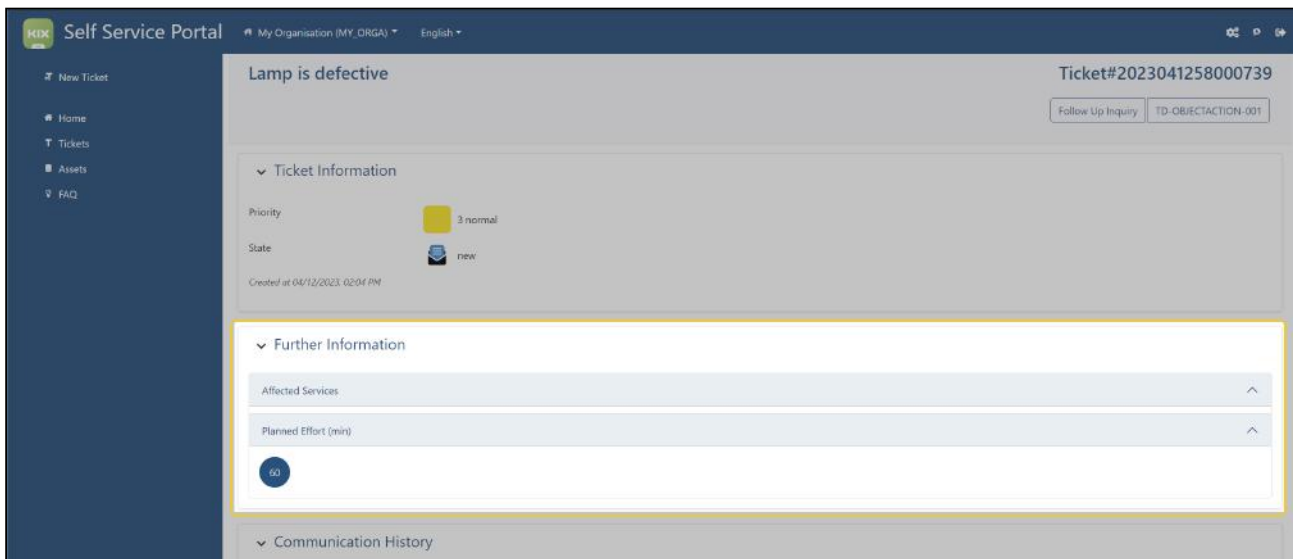 KIX Self Service Portal My Organisation (MY_ORGA) English
New Ticket
Home
Tickets
Assets
FAQ
Lamp is defective
Ticket#2023041258000739
Follow Up Inquiry TD-OBJECTACTION-001
Ticket Information
Priority 3 normal
State new
Created at 04/12/2023, 02:04 PM
Further Information
Affected Services
Planned Effort (min)
60
Communication History